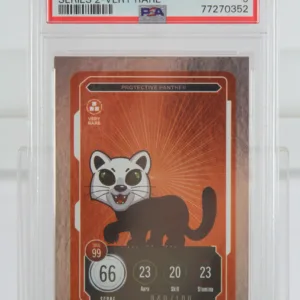 SERIES 2-VERY RARE
PSA
77270352
PROTECTIVE PANTHER
VERY
RARE
99
66
23
20
23
Aura
Skill
Stamina
SCORE